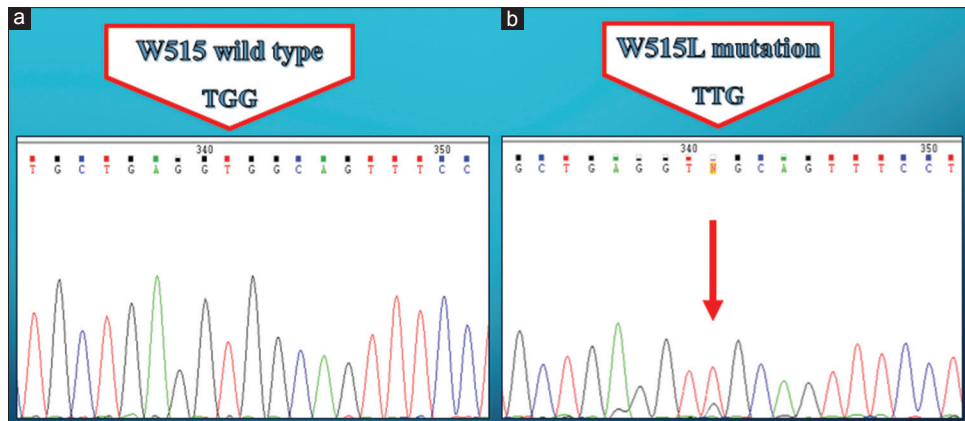 a
W515 wild type
TGG
340 350
T G C T G A G G T G G C A G T T T C C
b
W515L mutation
TTG
340 350
G C T G A G G T N G C A G T T T C C T